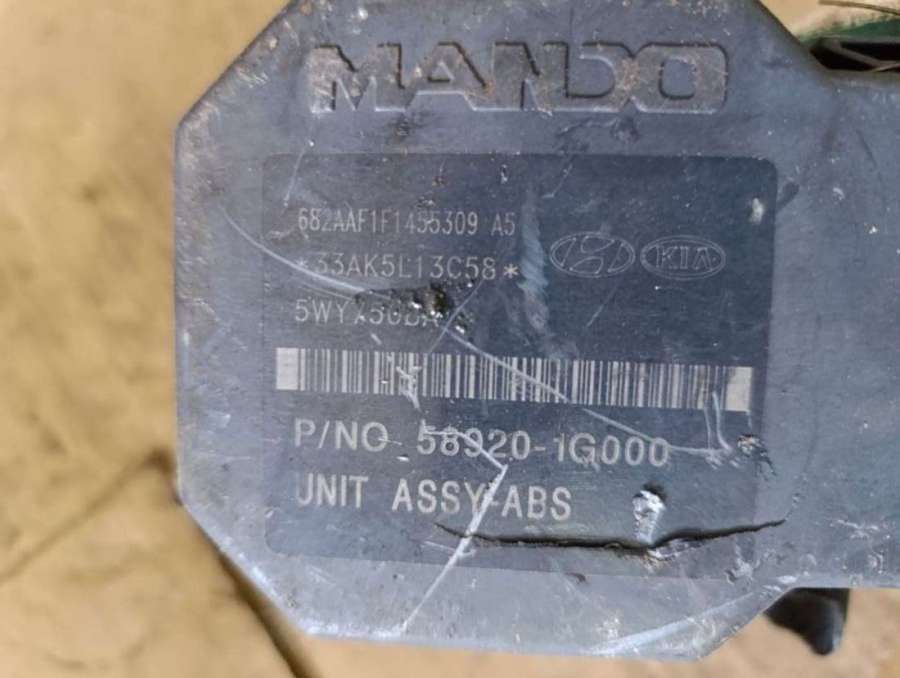 MANDO
682AAF1F1455309 A5
*33AK5L13C58*
KIA
P/NO 58920-1G000
UNIT ASSY-ABS